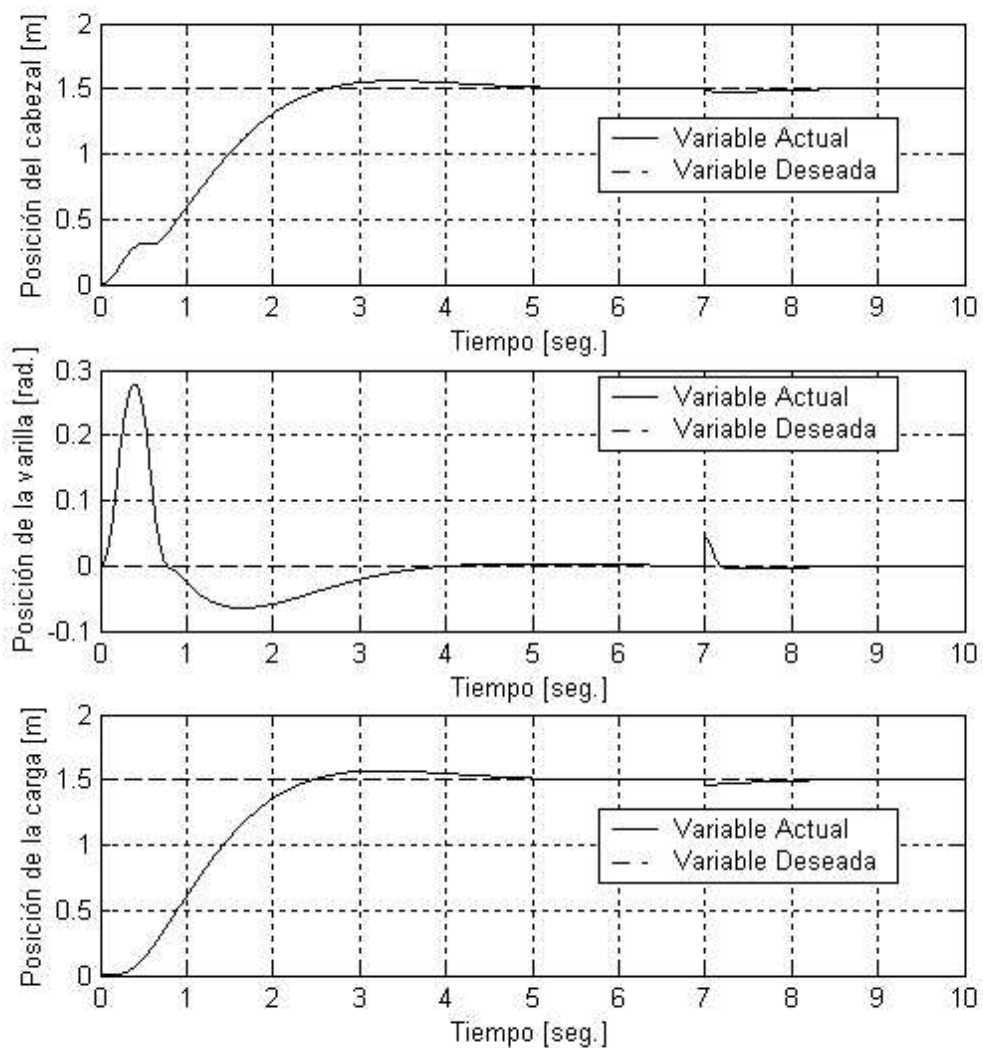 Posición del cabezal [m]
2
1.5
1
0.5
0
Variable Actual
Variable Deseada
0 1 2 3 4 5 6 7 8 9 10
Tiempo [seg.]
Posición de la varilla [rad.]
0.3
0.2
0.1
0
-0.1
Variable Actual
Variable Deseada
0 1 2 3 4 5 6 7 8 9 10
Tiempo [seg.]
Posición de la carga [m]
2
1.5
1
0.5
0
Variable Actual
Variable Deseada
0 1 2 3 4 5 6 7 8 9 10
Tiempo [seg.]